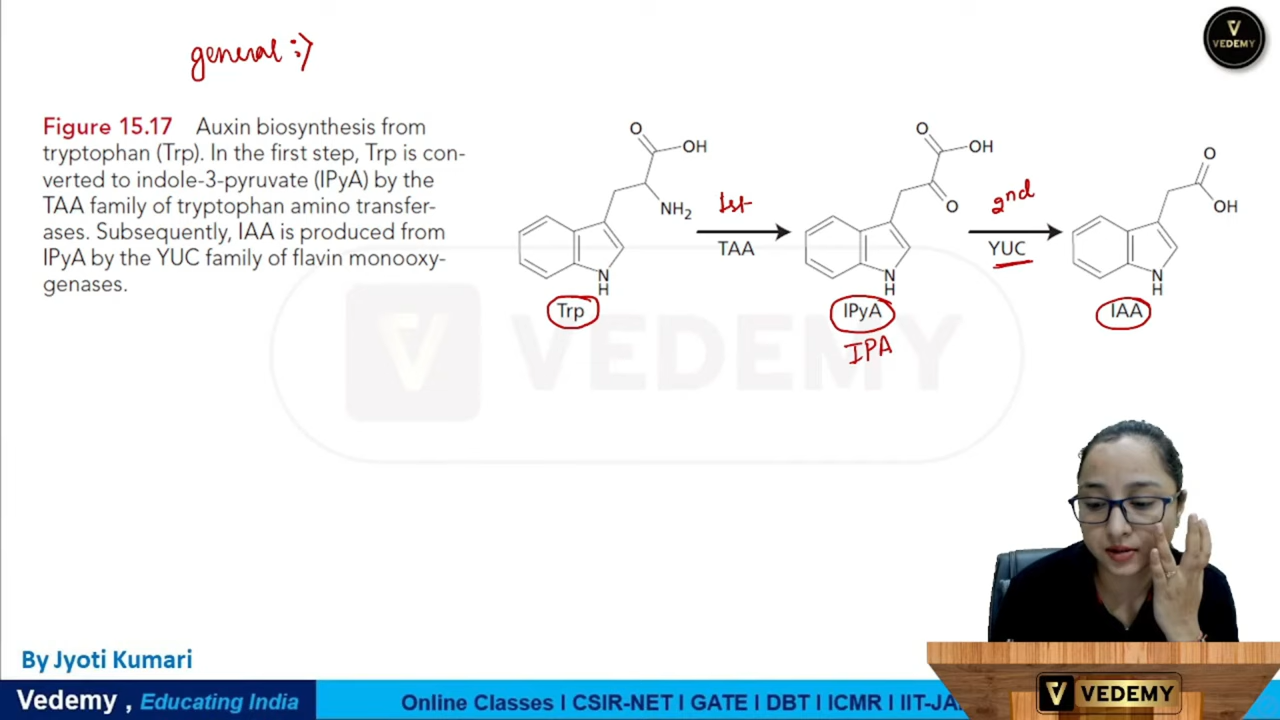 general :→
VEDEMY
Figure 15.17 Auxin biosynthesis from
tryptophan (Trp). In the first step, Trp is con-
verted to indole-3-pyruvate (IPyA) by the
TAA family of tryptophan amino transfer-
ases. Subsequently, IAA is produced from
IPyA by the YUC family of flavin monooxy-
genases.
O
OH
NH2
N
H
Trp
1st
TAA
O
OH
O
N
H
IPyA
IPA
2nd
YUC
O
OH
N
H
IAA
VEDEMY
By Jyoti Kumari
VEDEMY
Vedemy , Educating India
Online Classes I CSIR-NET I GATE I DBT I ICMR I IIT-JA